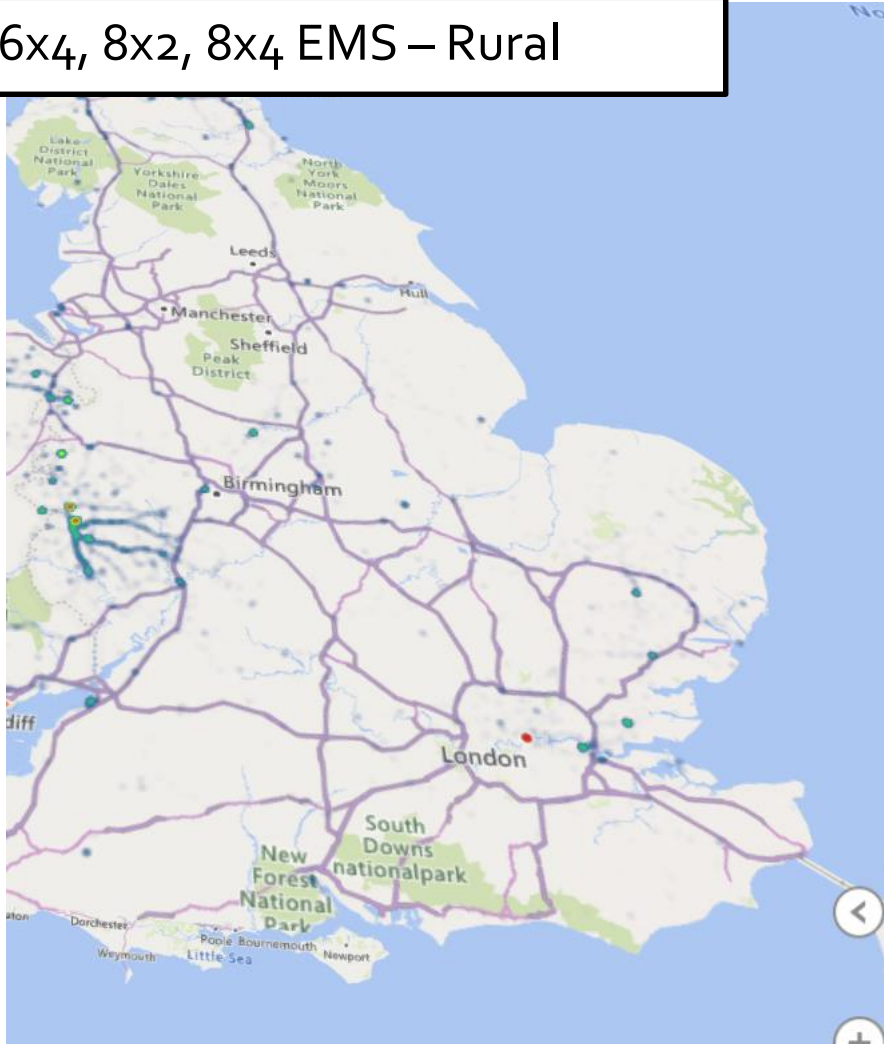 6x4, 8x2, 8x4 EMS – Rural
No
Lake
District
National
Park
Yorkshire
Dales
National
Park
North
York
Moors
National
Park
Leeds
Hull
Manchester
Sheffield
Peak
District
Birmingham
diff
London
South
Downs
nationalpark
New
Forest
National
Park
Dorchester
Poole Bournemouth
Weymouth
Little Sea
Newport